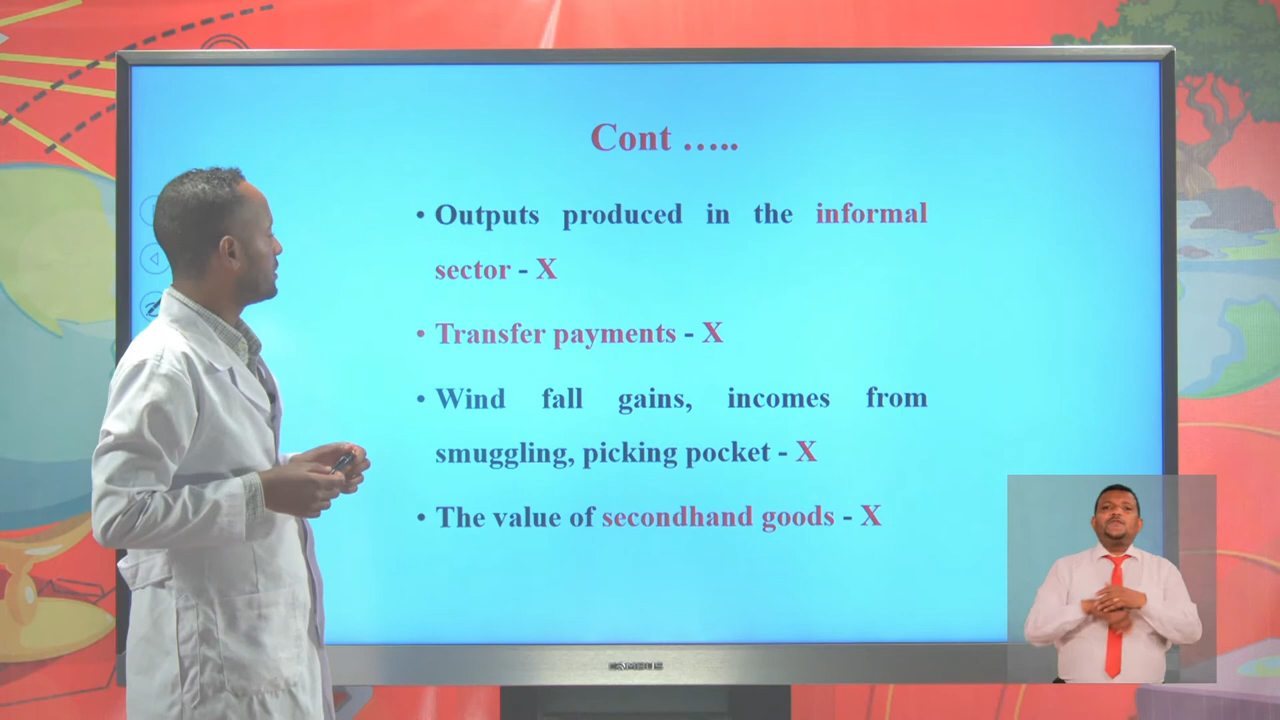 Cont …..
• Outputs produced in the informal
sector - X
• Transfer payments - X
• Wind fall gains, incomes from
smuggling, picking pocket - X
• The value of secondhand goods - X